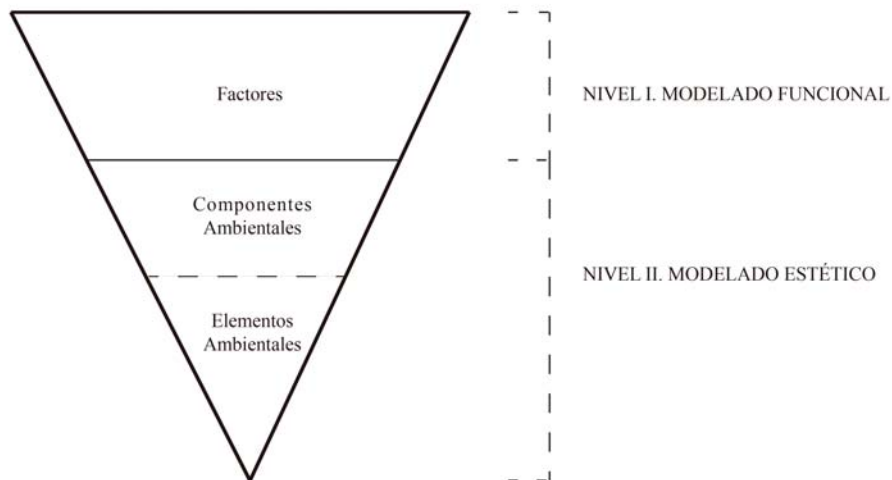 Factores
NIVEL I. MODELADO FUNCIONAL
Componentes
Ambientales
NIVEL II. MODELADO ESTÉTICO
Elementos
Ambientales